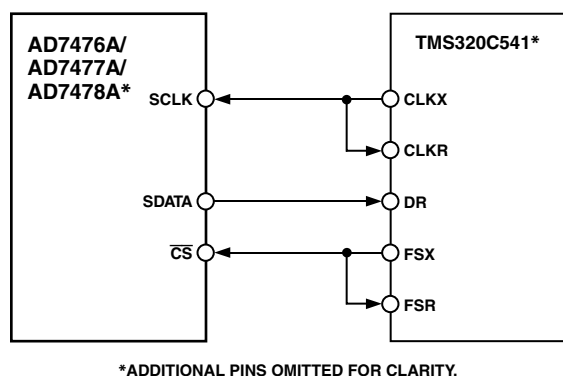 AD7476A/
AD7477A/
AD7478A*
TMS320C541*
SCLK
CLKX
CLKR
SDATA
DR
CS
FSX
FSR
*ADDITIONAL PINS OMITTED FOR CLARITY.